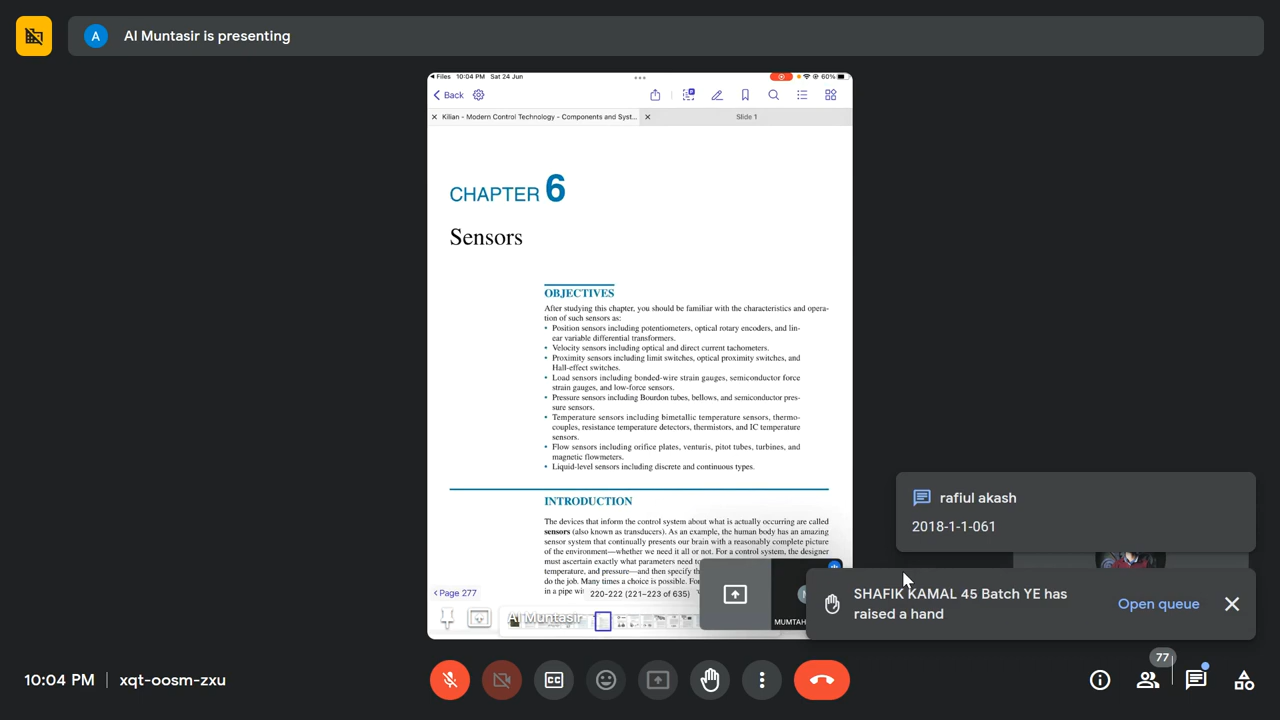 A
Al Muntasir is presenting
Files 10:04 PM Sat 24 Jun
60%
Back
Kilian - Modern Control Technology - Components and Syst...
Slide 1
CHAPTER 6
Sensors
OBJECTIVES
After studying this chapter, you should be familiar with the characteristics and opera-
tion of such sensors as:
• Position sensors including potentiometers, optical rotary encoders, and lin-
ear variable differential transformers.
• Velocity sensors including optical and direct current tachometers.
• Proximity sensors including limit switches, optical proximity switches, and
Hall-effect switches.
• Load sensors including bonded-wire strain gauges, semiconductor force
strain gauges, and low-force sensors.
• Pressure sensors including Bourdon tubes, bellows, and semiconductor pres-
sure sensors.
• Temperature sensors including bimetallic temperature sensors, thermo-
couples, resistance temperature detectors, thermistors, and IC temperature
sensors.
• Flow sensors including orifice plates, venturis, pitot tubes, turbines, and
magnetic flowmeters.
• Liquid-level sensors including discrete and continuous types.
INTRODUCTION
The devices that inform the control system about what is actually occurring are called
sensors (also known as transducers). As an example, the human body has an amazing
sensor system that continually presents our brain with a reasonably complete picture
of the environment—whether we need it all or not. For a control system, the designer
must ascertain exactly what parameters need to
temperature, and pressure—and then specify th
do the job. Many times a choice is possible. For
in a pipe wi
Page 277
220-222 (221–223 of 635)
Al Muntasir
MUMTAH
rafiul akash
2018-1-1-061
SHAFIK KAMAL 45 Batch YE has
raised a hand
Open queue
10:04 PM
xqt-oosm-zxu
CC
77